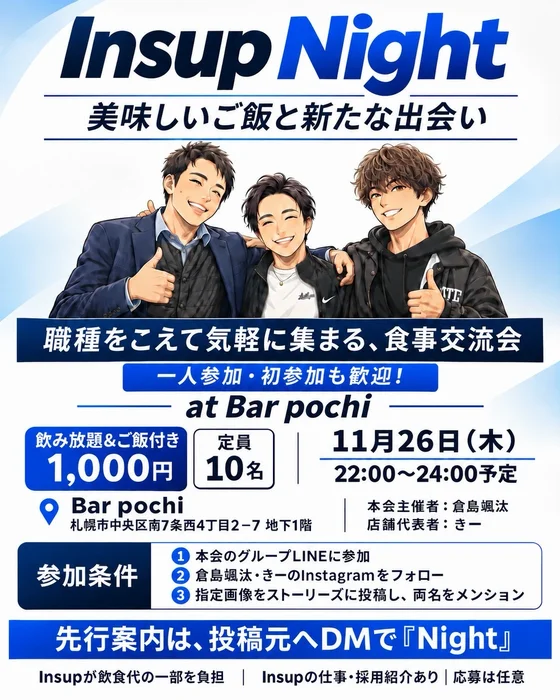 Insup Night
美味しいご飯と新たな出会い
職種をこえて気軽に集まる、食事交流会
一人参加・初参加も歓迎!
at Bar pochi
飲み放題&ご飯付き
1,000円
定員
10名
11月26日(木)
22:00〜24:00予定
Bar pochi
札幌市中央区南7条西4丁目2-7 地下1階
本会主催者:倉島颯汰
店舗代表者:きー
参加条件
1 本会のグループLINEに参加
2 倉島颯汰・きーのInstagramをフォロー
3 指定画像をストーリーズに投稿し、両名をメンション
先行案内は、投稿元へDMで『Night』
Insupが飲食代の一部を負担 | Insupの仕事・採用紹介あり | 応募は任意